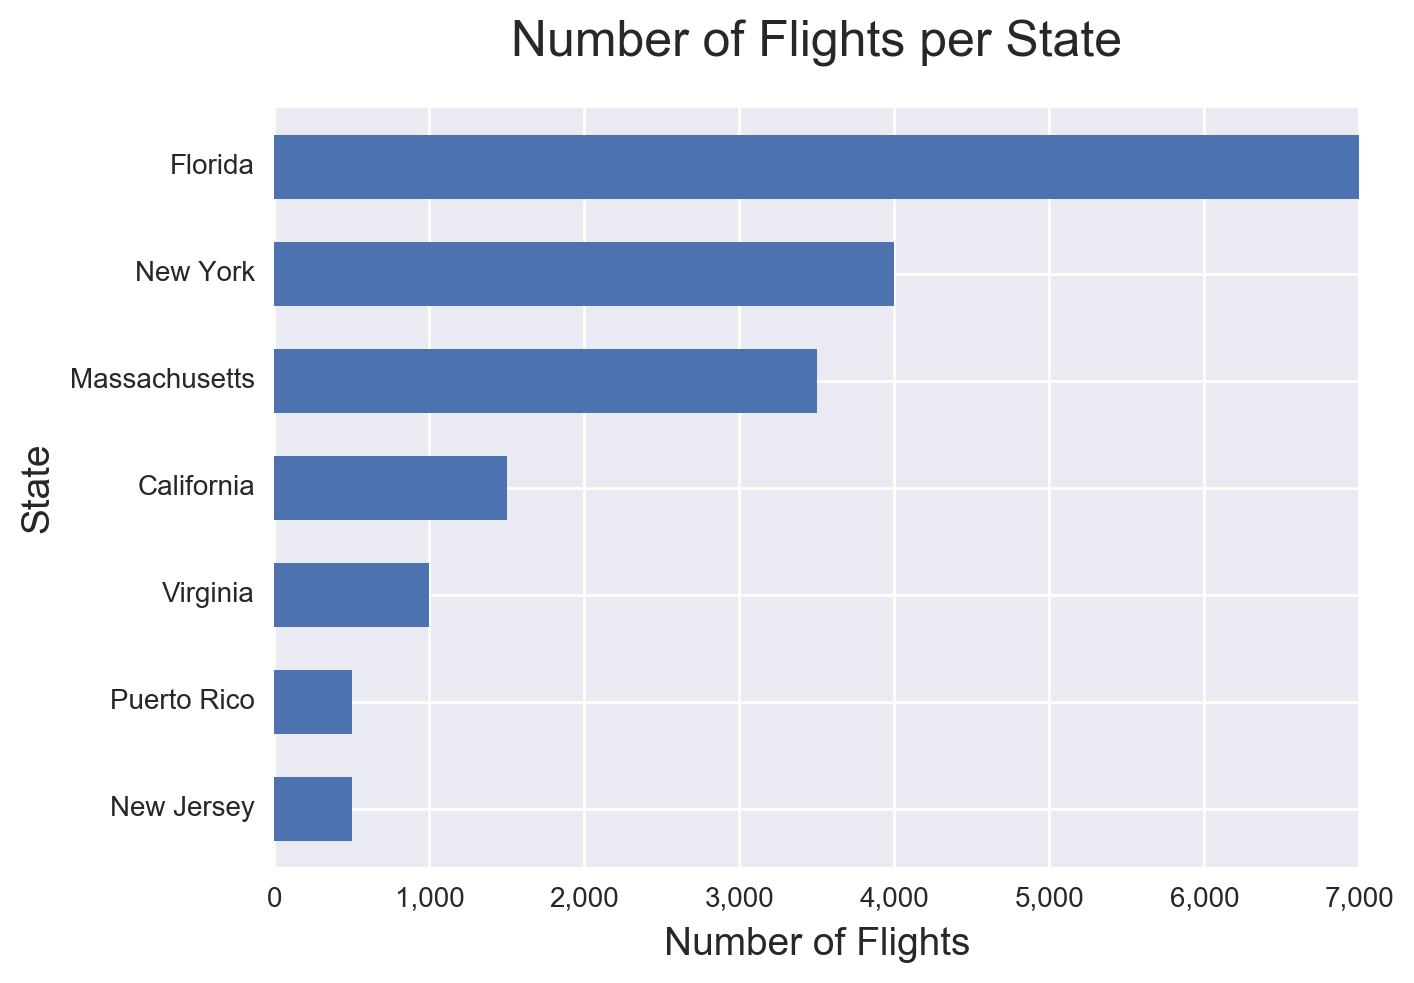 Number of Flights per State
Florida
New York
Massachusetts
California
Virginia
Puerto Rico
New Jersey
State
0 1,000 2,000 3,000 4,000 5,000 6,000 7,000
Number of Flights